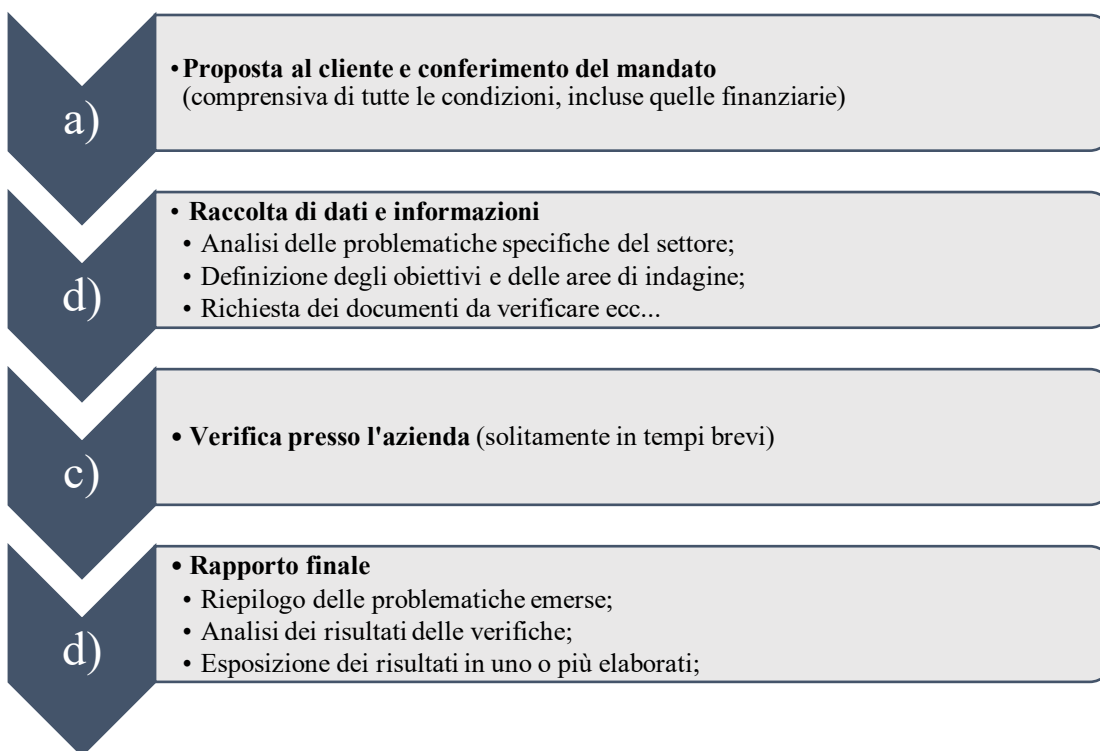 a)
•Proposta al cliente e conferimento del mandato
(comprensiva di tutte le condizioni, incluse quelle finanziarie)
d)
• Raccolta di dati e informazioni
• Analisi delle problematiche specifiche del settore;
• Definizione degli obiettivi e delle aree di indagine;
• Richiesta dei documenti da verificare ecc...
c)
• Verifica presso l'azienda (solitamente in tempi brevi)
d)
• Rapporto finale
• Riepilogo delle problematiche emerse;
• Analisi dei risultati delle verifiche;
• Esposizione dei risultati in uno o più elaborati;